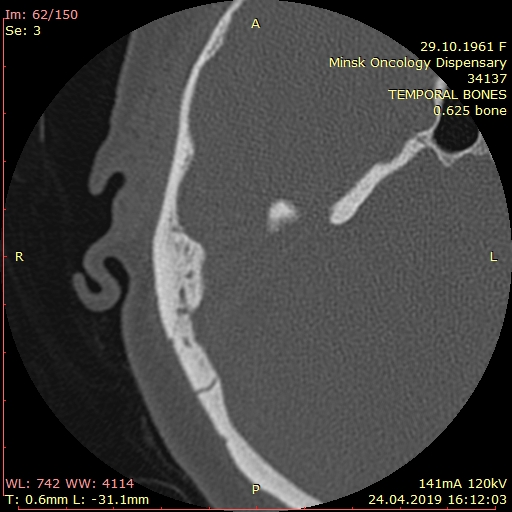 Im: 62/150
Se: 3
A
29.10.1961 F
Minsk Oncology Dispensary
34137
TEMPORAL BONES
0.625 bone
R
L
WL: 742 WW: 4114
T: 0.6mm L: -31.1mm
P
141mA 120kV
24.04.2019 16:12:03